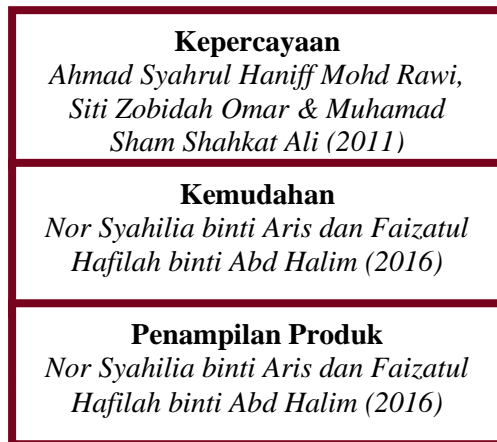 Kepercayaan
Ahmad Syahrul Haniff Mohd Rawi,
Siti Zobidah Omar & Muhamad
Sham Shahkat Ali (2011)
Kemudahan
Nor Syahilia binti Aris dan Faizatul
Hafilah binti Abd Halim (2016)
Penampilan Produk
Nor Syahilia binti Aris dan Faizatul
Hafilah binti Abd Halim (2016)